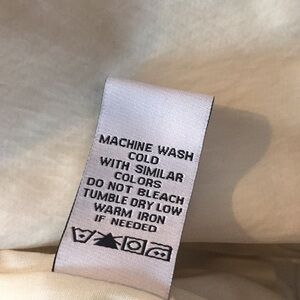 MACHINE WASH
COLD
WITH SIMILAR
COLORS
DO NOT BLEACH
TUMBLE DRY LOW
WARM IRON
IF NEEDED